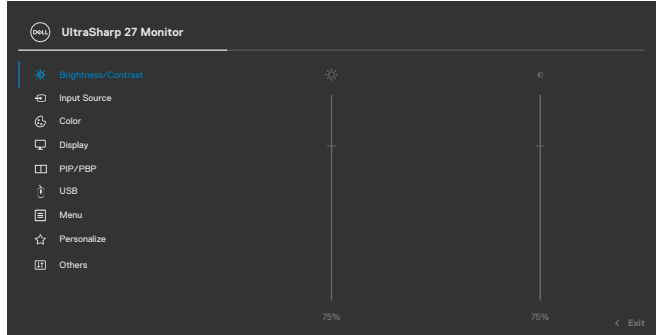 DELL UltraSharp 27 Monitor
Brightness/Contrast
Input Source
Color
Display
PIP/PBP
USB
Menu
Personalize
Others
75% 75%
Exit